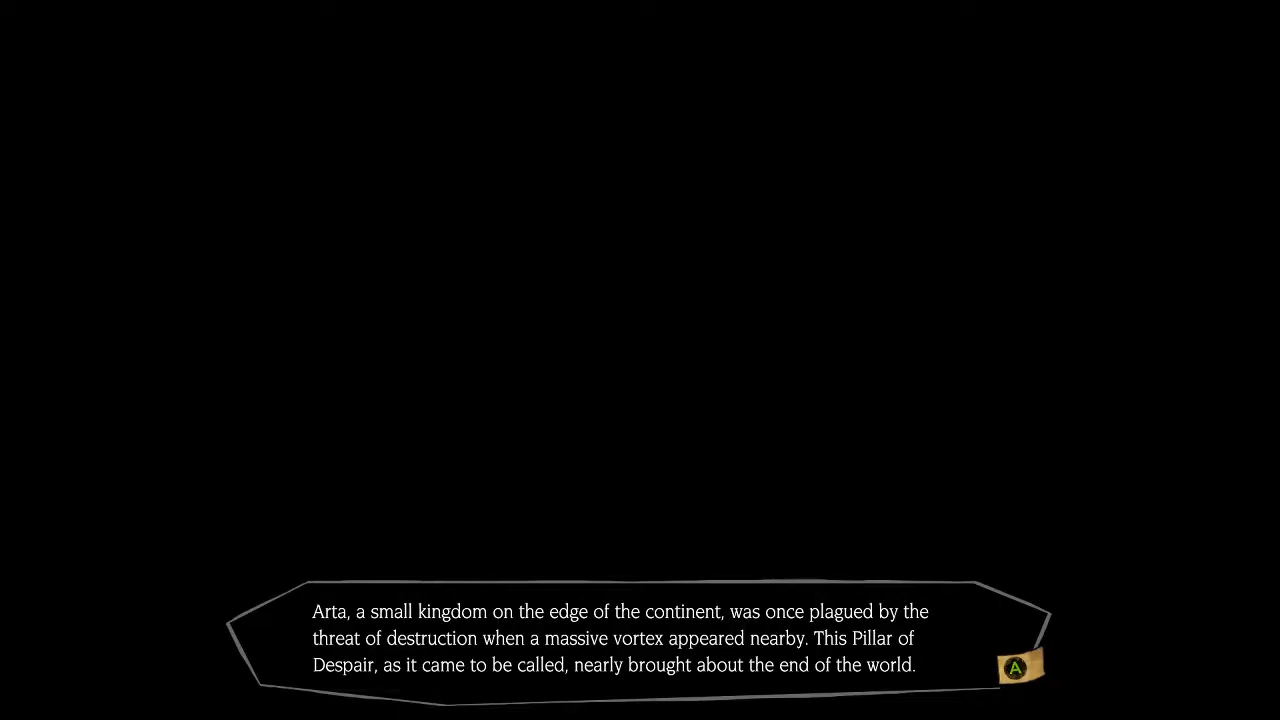 Arta, a small kingdom on the edge of the continent, was once plagued by the
threat of destruction when a massive vortex appeared nearby. This Pillar of
Despair, as it came to be called, nearly brought about the end of the world.
A